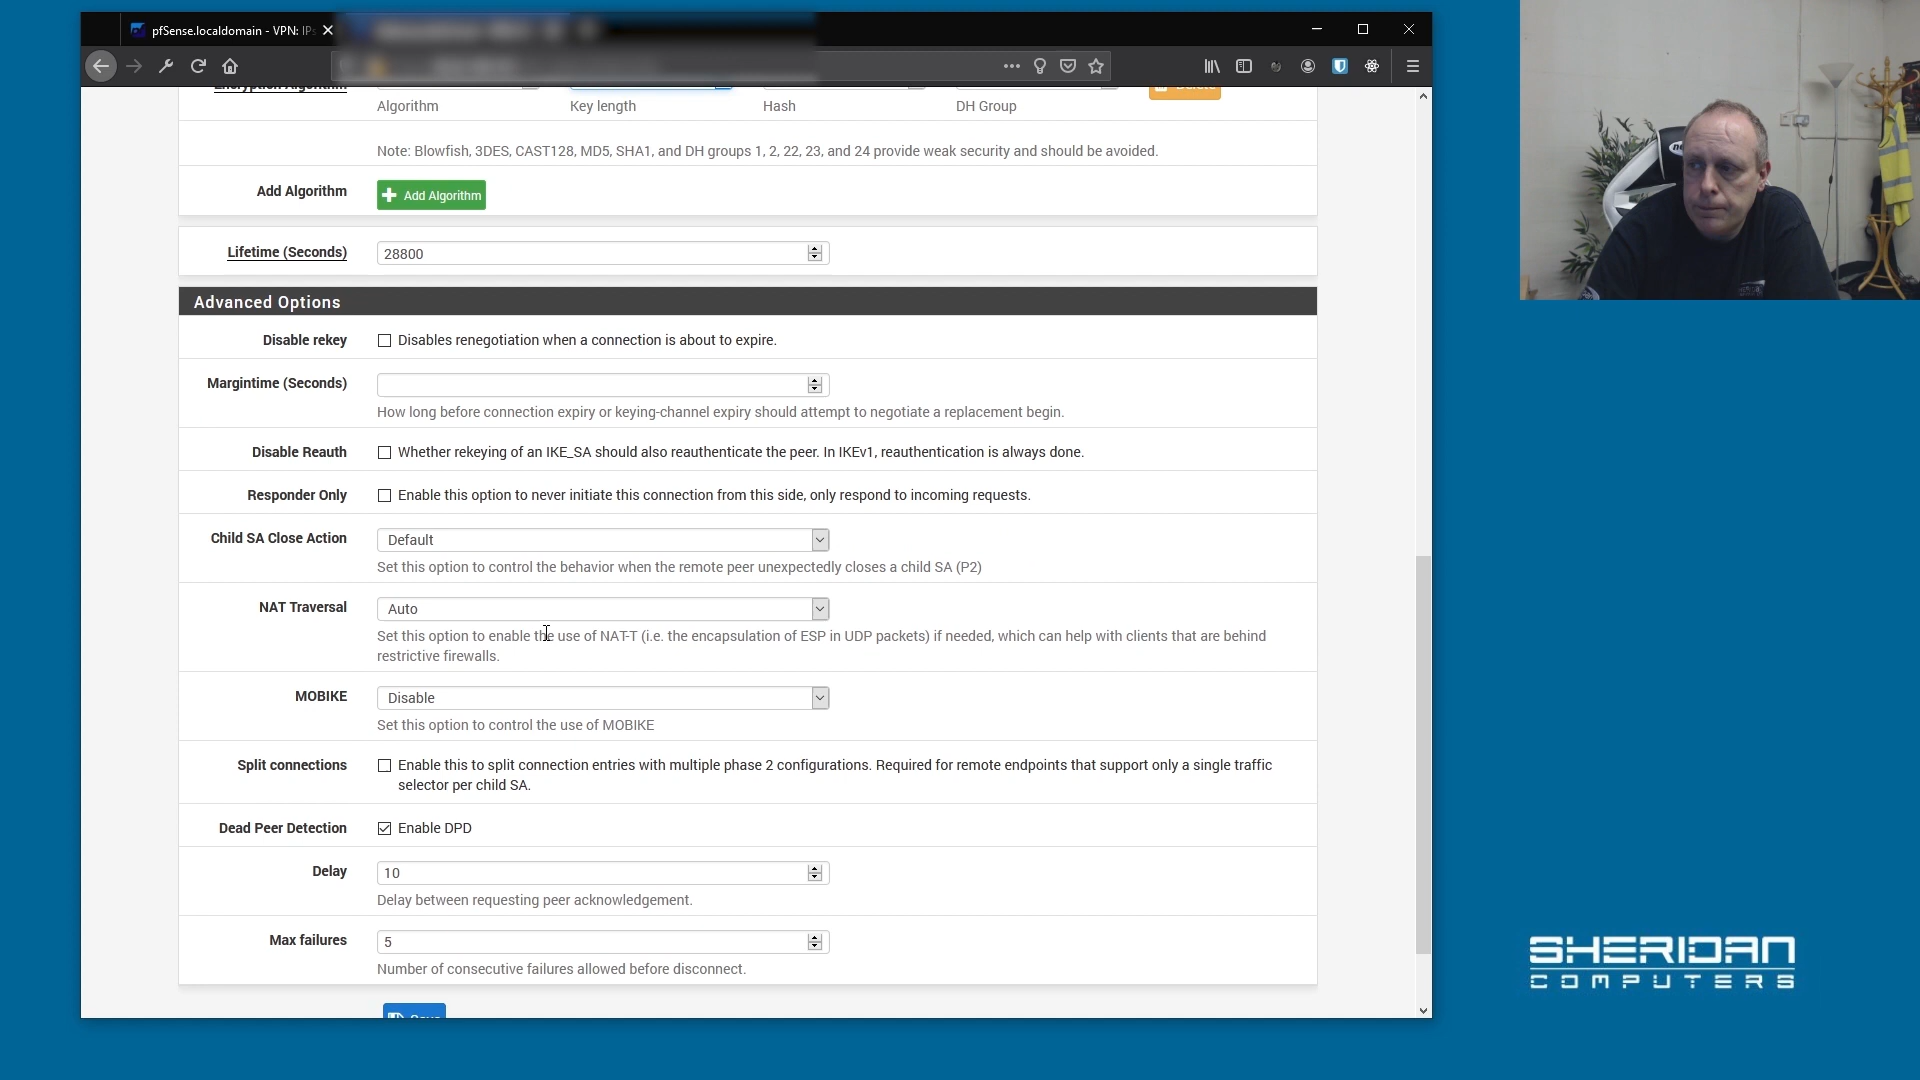 pfSense.localdomain - VPN: IPs
Encryption Algorithm
Delete
Algorithm Key length Hash DH Group
Note: Blowfish, 3DES, CAST128, MD5, SHA1, and DH groups 1, 2, 22, 23, and 24 provide weak security and should be avoided.
Add Algorithm
Add Algorithm
Lifetime (Seconds)
28800
Advanced Options
Disable rekey
Disables renegotiation when a connection is about to expire.
Margintime (Seconds)
How long before connection expiry or keying-channel expiry should attempt to negotiate a replacement begin.
Disable Reauth
Whether rekeying of an IKE_SA should also reauthenticate the peer. In IKEv1, reauthentication is always done.
Responder Only
Enable this option to never initiate this connection from this side, only respond to incoming requests.
Child SA Close Action
Default
Set this option to control the behavior when the remote peer unexpectedly closes a child SA (P2)
NAT Traversal
Auto
Set this option to enable the use of NAT-T (i.e. the encapsulation of ESP in UDP packets) if needed, which can help with clients that are behind
restrictive firewalls.
MOBIKE
Disable
Set this option to control the use of MOBIKE
Split connections
Enable this to split connection entries with multiple phase 2 configurations. Required for remote endpoints that support only a single traffic
selector per child SA.
Dead Peer Detection
Enable DPD
Delay
10
Delay between requesting peer acknowledgement.
Max failures
5
Number of consecutive failures allowed before disconnect.
Save
SHERIDAN
COMPUTERS